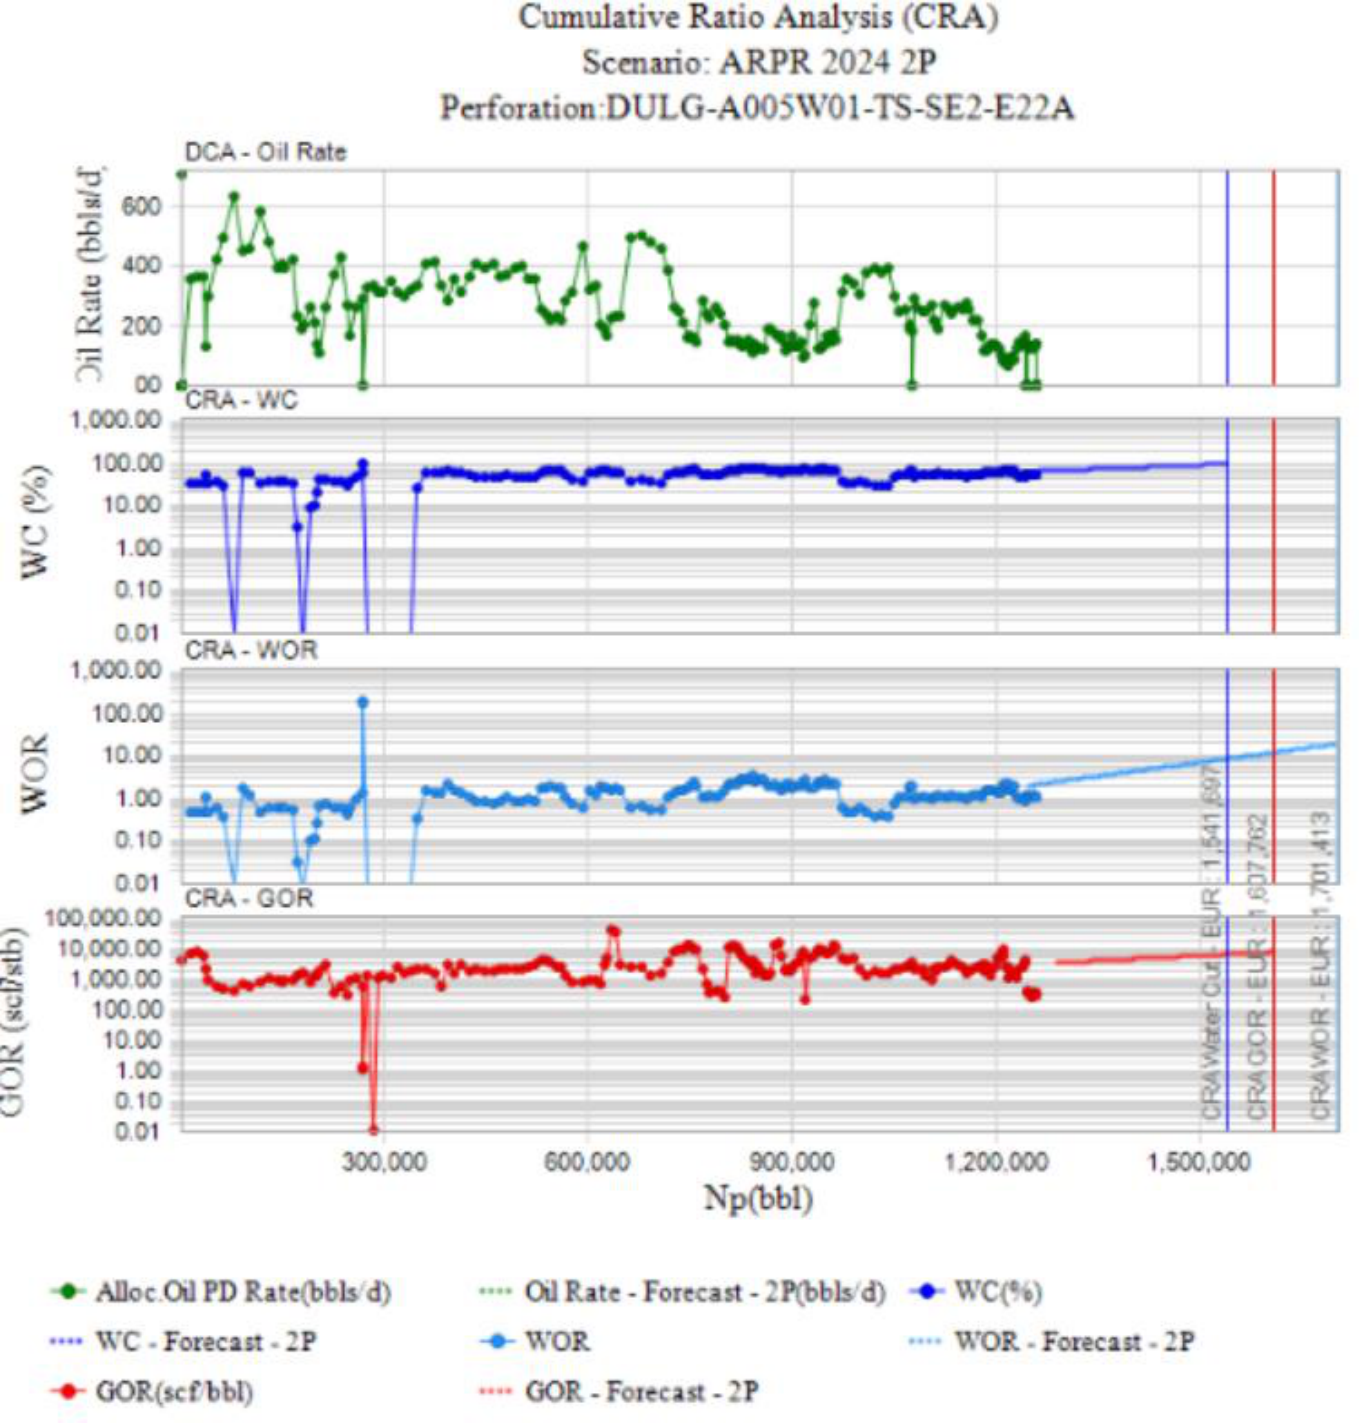 Cumulative Ratio Analysis (CRA)
Scenario: ARPR 2024 2P
Perforation:DULG-A005W01-TS-SE2-E22A
DCA - Oil Rate
Oil Rate (bbls/d)
600
400
200
00
CRA - WC
WC (%)
1,000.00
100.00
10.00
1.00
0.10
0.01
CRA - WOR
WOR
1,000.00
100.00
10.00
1.00
0.10
0.01
CRA - GOR
GOR (scf/stb)
100,000.00
10,000.00
1,000.00
100.00
10.00
1.00
0.10
0.01
CRAWater Cut - EUR: 1,541,697
CRAGOR - EUR: 1,607,762
CRAWOR - EUR: 1,701,413
300,000
600,000
900,000
1,200,000
1,500,000
Np(bbl)
Alloc.Oil PD Rate(bbls/d)
Oil Rate - Forecast - 2P(bbls/d)
WC(%)
WC - Forecast - 2P
WOR
WOR - Forecast - 2P
GOR(scf/bbl)
GOR - Forecast - 2P